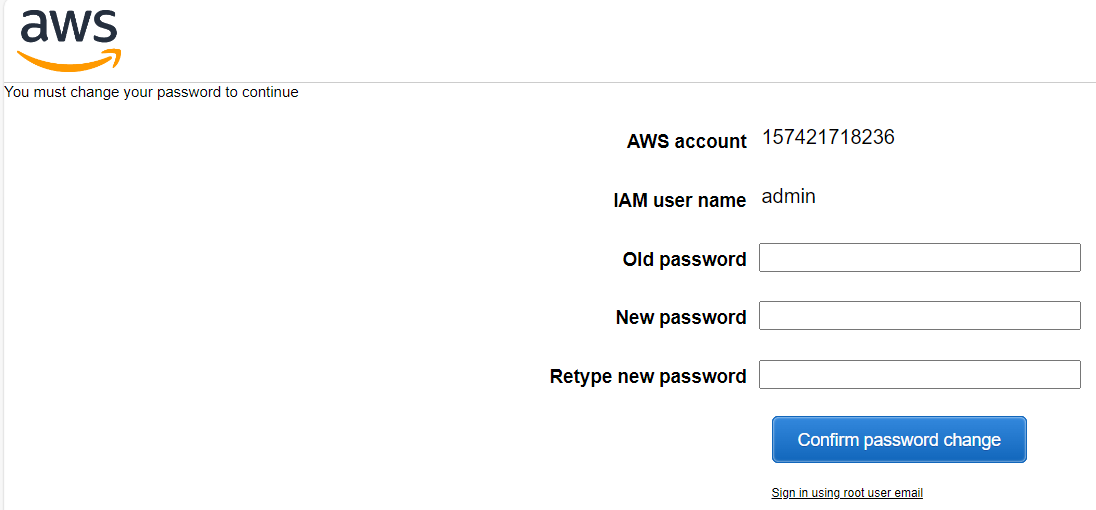 aws
You must change your password to continue
AWS account 157421718236
IAM user name admin
Old password
New password
Retype new password
Confirm password change
Sign in using root user email